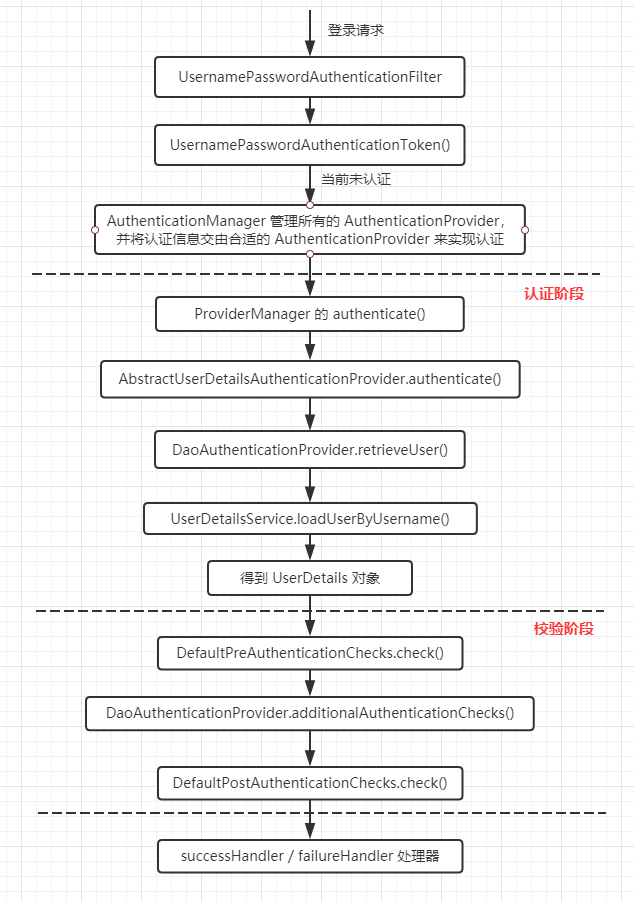 登录请求
UsernamePasswordAuthenticationFilter
UsernamePasswordAuthenticationToken()
当前未认证
AuthenticationManager 管理所有的 AuthenticationProvider，
并将认证信息交由合适的 AuthenticationProvider 来实现认证
认证阶段
ProviderManager 的 authenticate()
AbstractUserDetailsAuthenticationProvider.authenticate()
DaoAuthenticationProvider.retrieveUser()
UserDetailsService.loadUserByUsername()
得到 UserDetails 对象
校验阶段
DefaultPreAuthenticationChecks.check()
DaoAuthenticationProvider.additionalAuthenticationChecks()
DefaultPostAuthenticationChecks.check()
successHandler / failureHandler 处理器